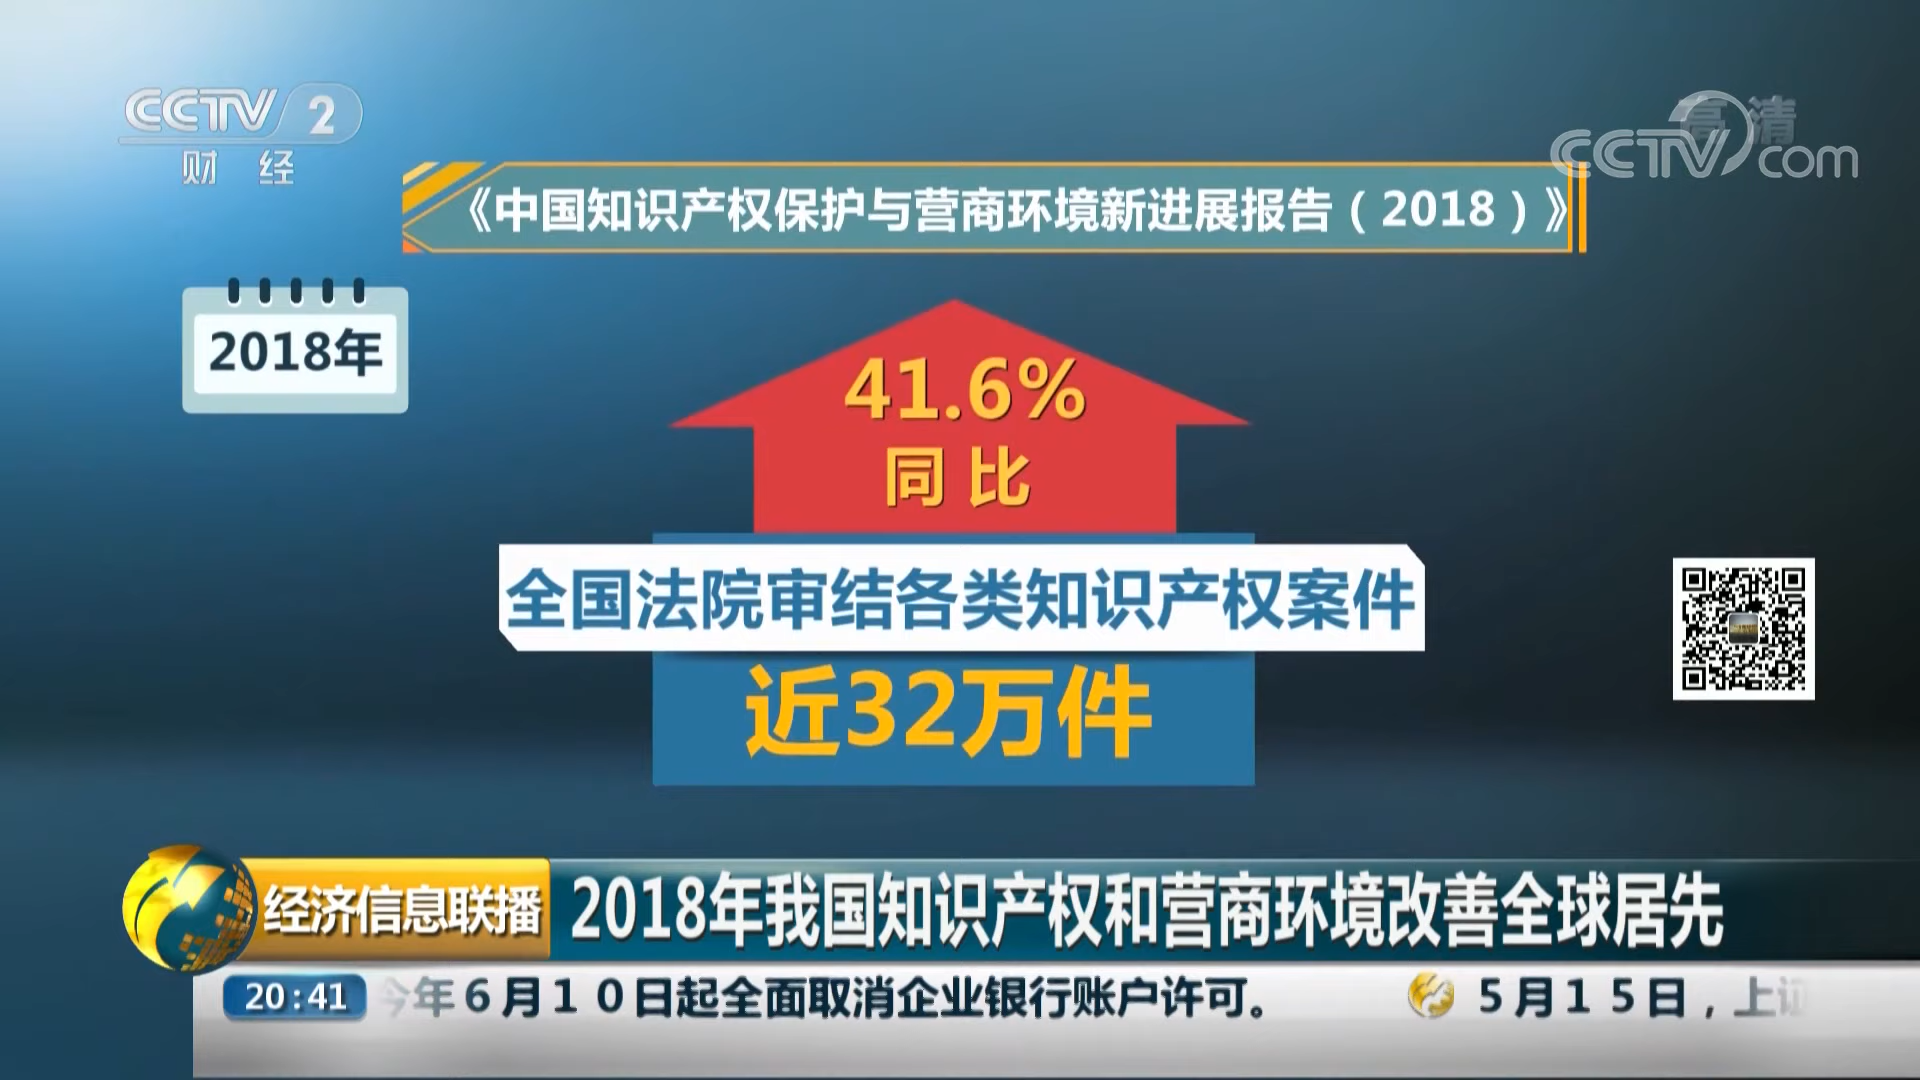 CCTV 2
财 经
高清
CCTV.com
《中国知识产权保护与营商环境新进展报告（2018）》
2018年
41.6%
同 比
全国法院审结各类知识产权案件
近32万件
经济信息联播
2018年我国知识产权和营商环境改善全球居先
20:41
今年６月１０日起全面取消企业银行账户许可。
５月１５日，上证